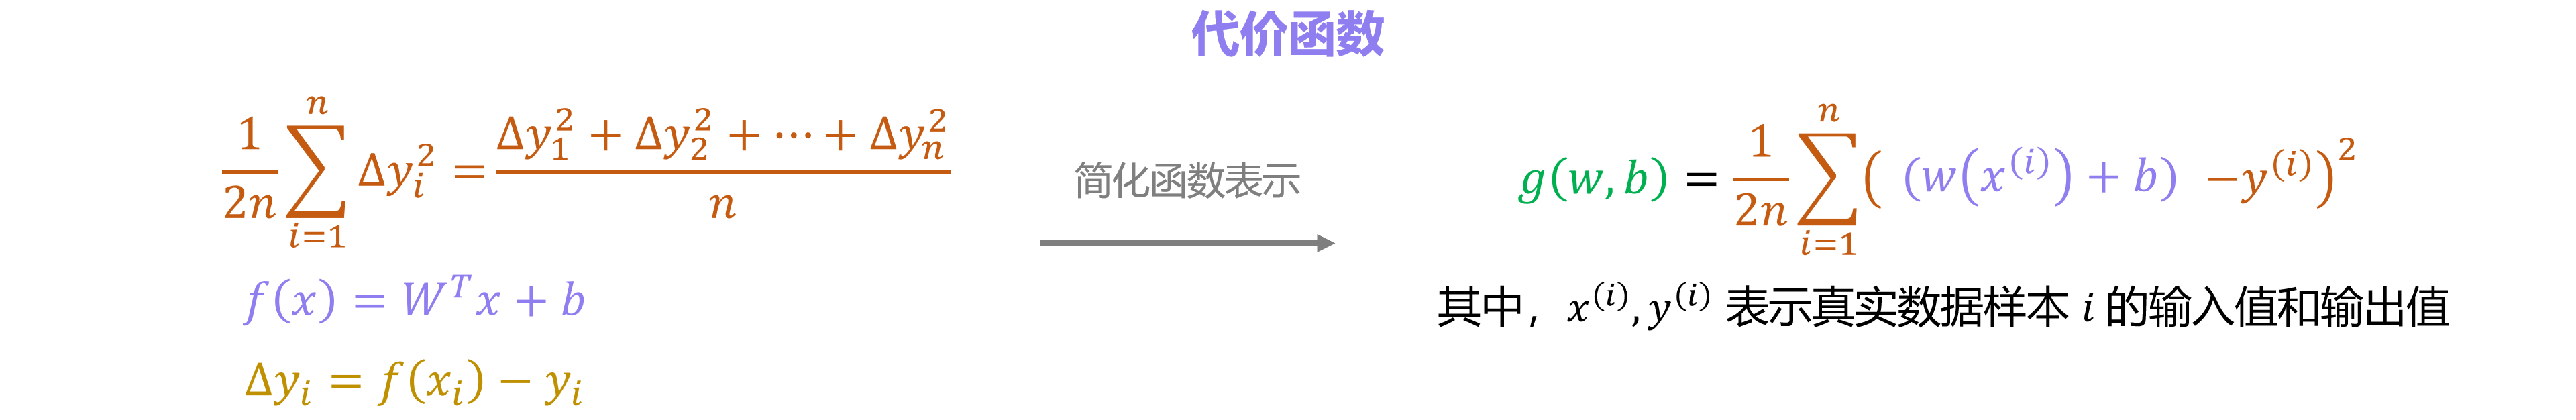 代价函数
\frac{1}{2n}\sum_{i=1}^{n}\Delta y_i^2=\frac{\Delta y_1^2+\Delta y_2^2+\cdots+\Delta y_n^2}{n}
f(x)=W^T x+b
\Delta y_i=f(x_i)-y_i
简化函数表示
g(w,b)=\frac{1}{2n}\sum_{i=1}^{n}\left((w(x^{(i)})+b)-y^{(i)}\right)^2
其中，x^{(i)},y^{(i)} 表示真实数据样本 i 的输入值和输出值